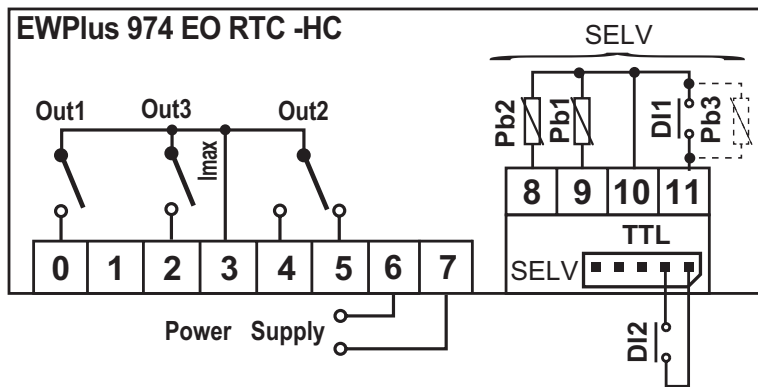 EWPlus 974 EO RTC -HC
SELV
Out1 Out3 Out2
Imax
Pb2 Pb1 DI1 Pb3
8 9 10 11
TTL
0 1 2 3 4 5 6 7
SELV
Power Supply
DI2